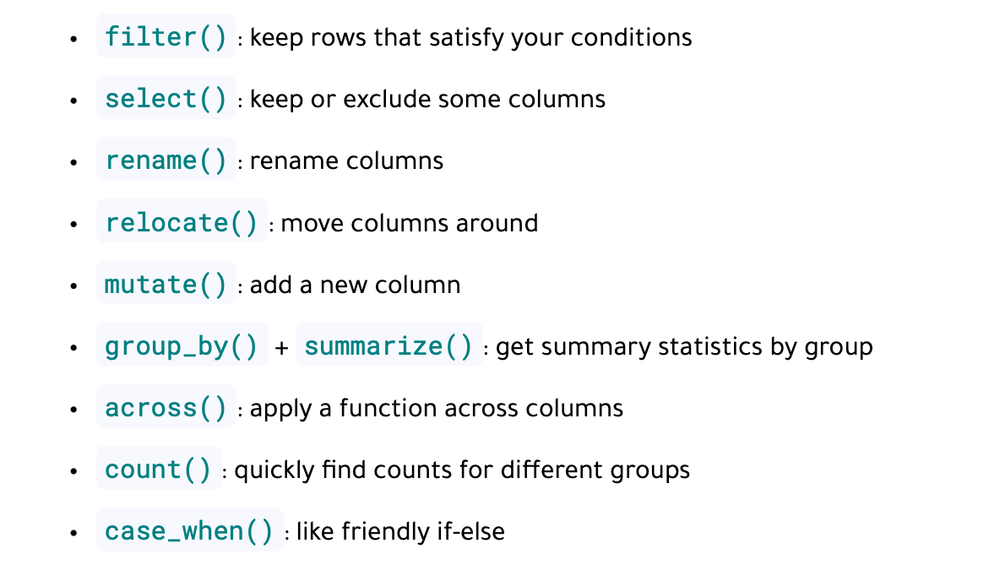 • filter() : keep rows that satisfy your conditions
• select() : keep or exclude some columns
• rename() : rename columns
• relocate() : move columns around
• mutate() : add a new column
• group_by() + summarize() : get summary statistics by group
• across() : apply a function across columns
• count() : quickly find counts for different groups
• case_when() : like friendly if-else